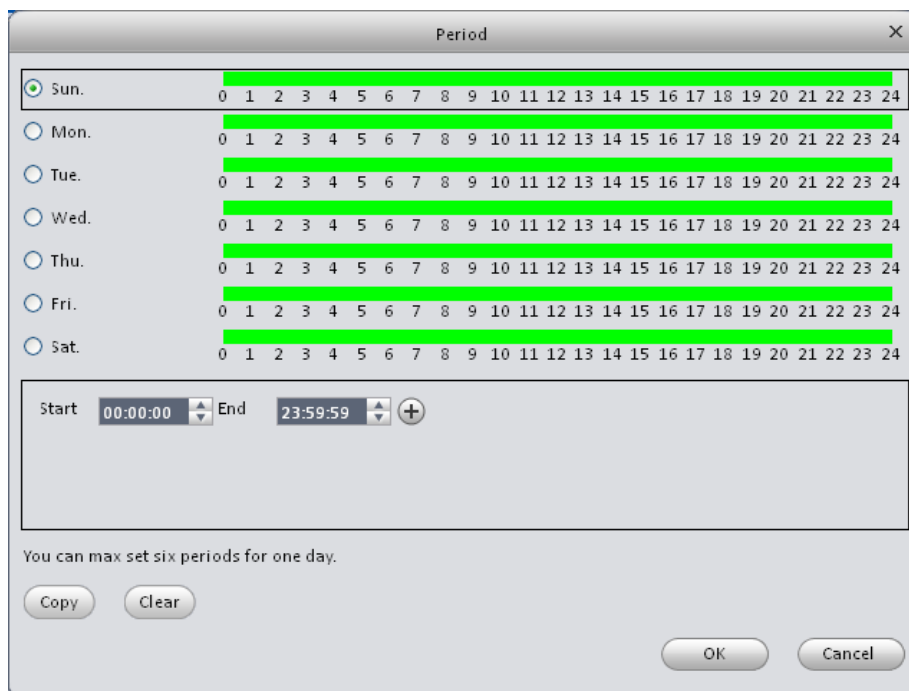 Period
Sun.
0 1 2 3 4 5 6 7 8 9 10 11 12 13 14 15 16 17 18 19 20 21 22 23 24
Mon.
0 1 2 3 4 5 6 7 8 9 10 11 12 13 14 15 16 17 18 19 20 21 22 23 24
Tue.
0 1 2 3 4 5 6 7 8 9 10 11 12 13 14 15 16 17 18 19 20 21 22 23 24
Wed.
0 1 2 3 4 5 6 7 8 9 10 11 12 13 14 15 16 17 18 19 20 21 22 23 24
Thu.
0 1 2 3 4 5 6 7 8 9 10 11 12 13 14 15 16 17 18 19 20 21 22 23 24
Fri.
0 1 2 3 4 5 6 7 8 9 10 11 12 13 14 15 16 17 18 19 20 21 22 23 24
Sat.
0 1 2 3 4 5 6 7 8 9 10 11 12 13 14 15 16 17 18 19 20 21 22 23 24
Start 00:00:00 End 23:59:59
You can max set six periods for one day.
Copy Clear
OK Cancel